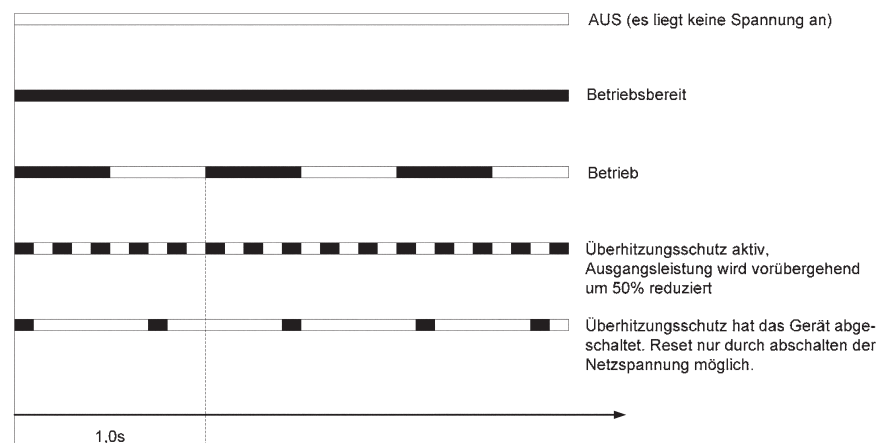 AUS (es liegt keine Spannung an)
Betriebsbereit
Betrieb
Überhitzungsschutz aktiv,
Ausgangsleistung wird vorübergehend
um 50% reduziert
Überhitzungsschutz hat das Gerät abge-
schaltet. Reset nur durch abschalten der
Netzspannung möglich.
1,0s